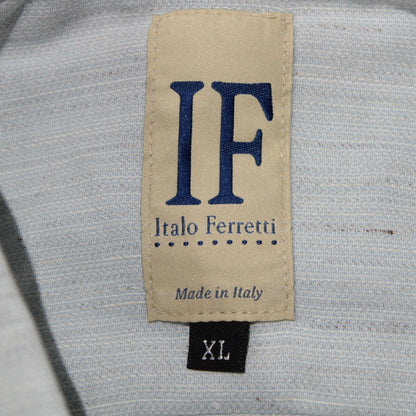 IF
Italo Ferretti
Made in Italy
XL